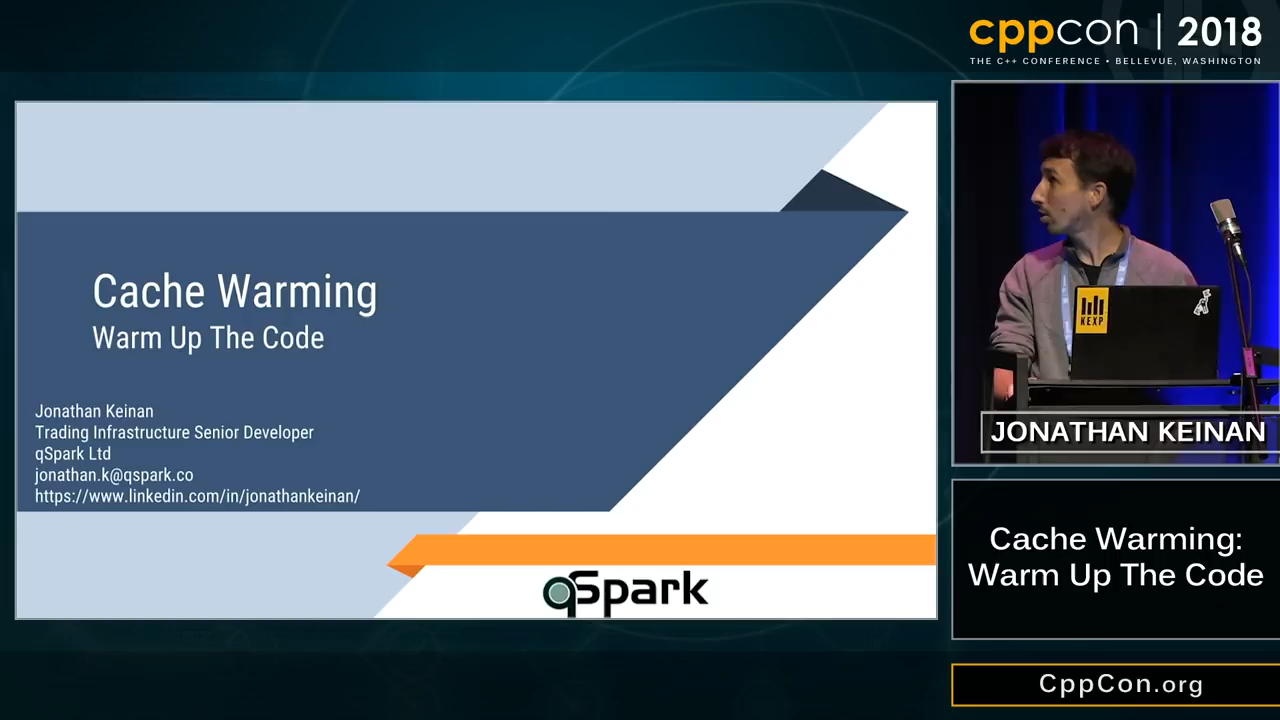 cppcon | 2018
THE C++ CONFERENCE • BELLEVUE, WASHINGTON
Cache Warming
Warm Up The Code
Jonathan Keinan
Trading Infrastructure Senior Developer
qSpark Ltd
jonathan.k@qspark.co
https://www.linkedin.com/in/jonathankeinan/
qSpark
KEXP
JONATHAN KEINAN
Cache Warming:
Warm Up The Code
CppCon.org